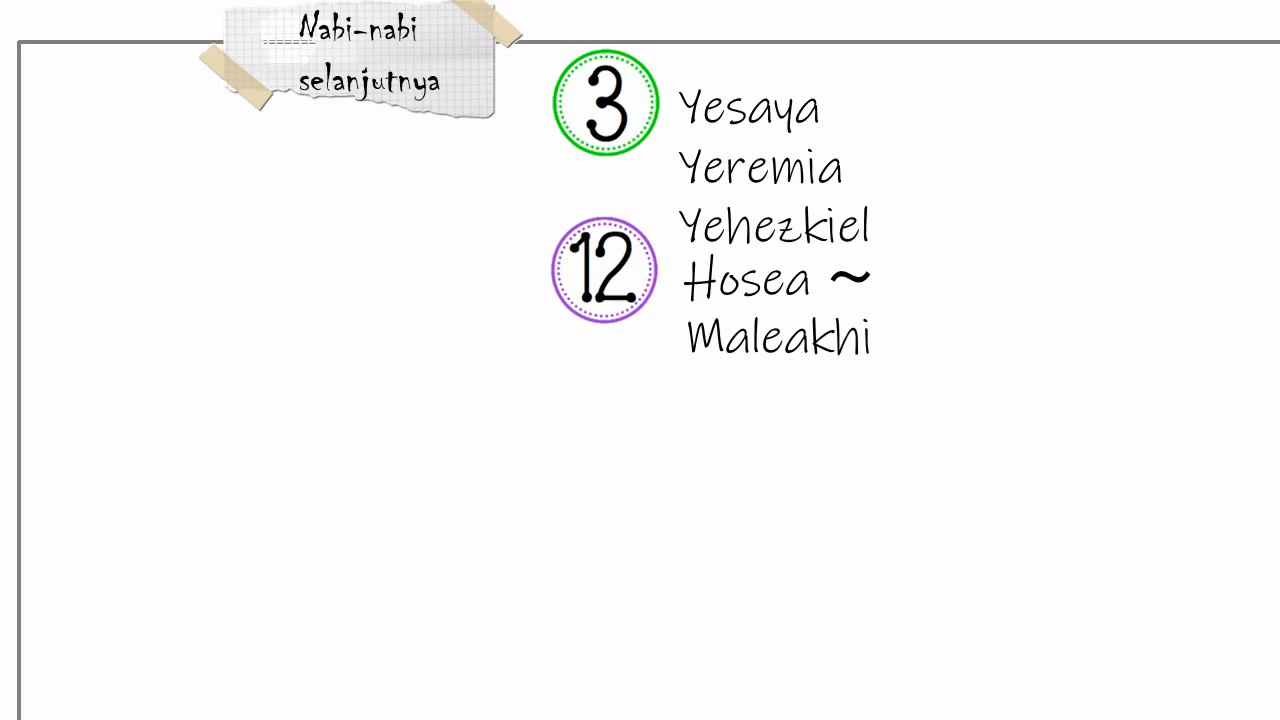 Nabi-nabi
selanjutnya
3
Yesaya
Yeremia
Yehezkiel
12
Hosea ~
Maleakhi